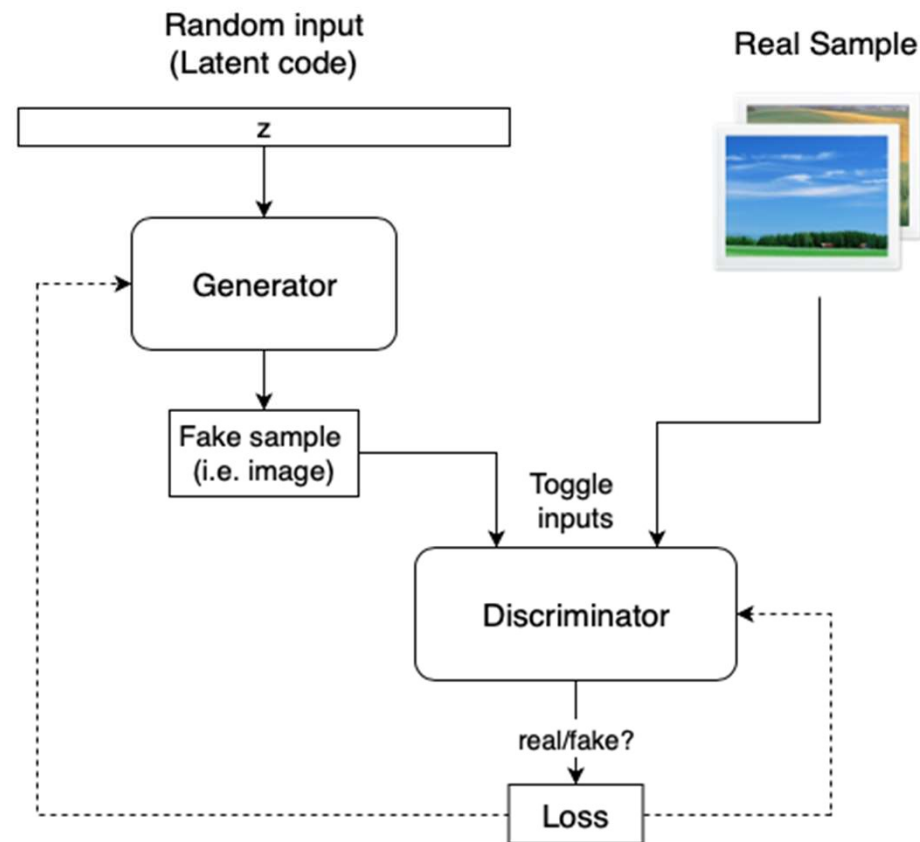 Random input
(Latent code)
Real Sample
z
Generator
Fake sample
(i.e. image)
Toggle
inputs
Discriminator
real/fake?
Loss